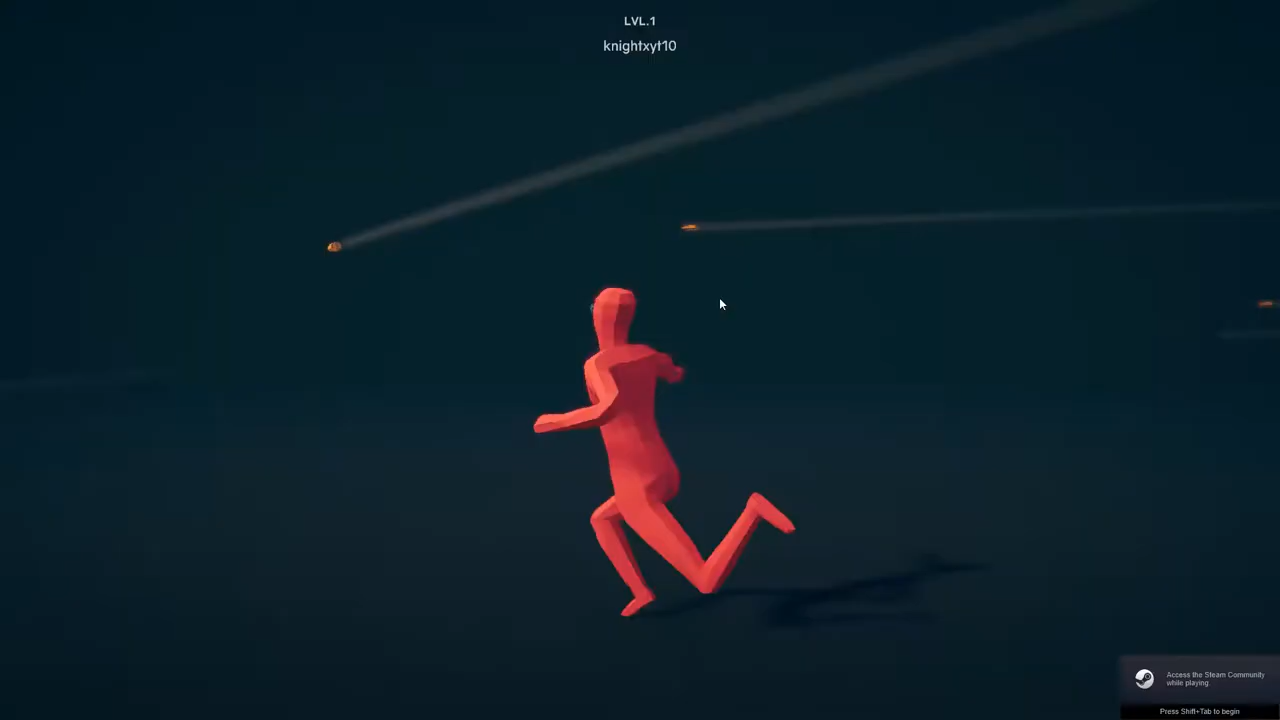 LVL.1
knightxyt10
Access the Steam Community
while playing.
Press Shift+Tab to begin